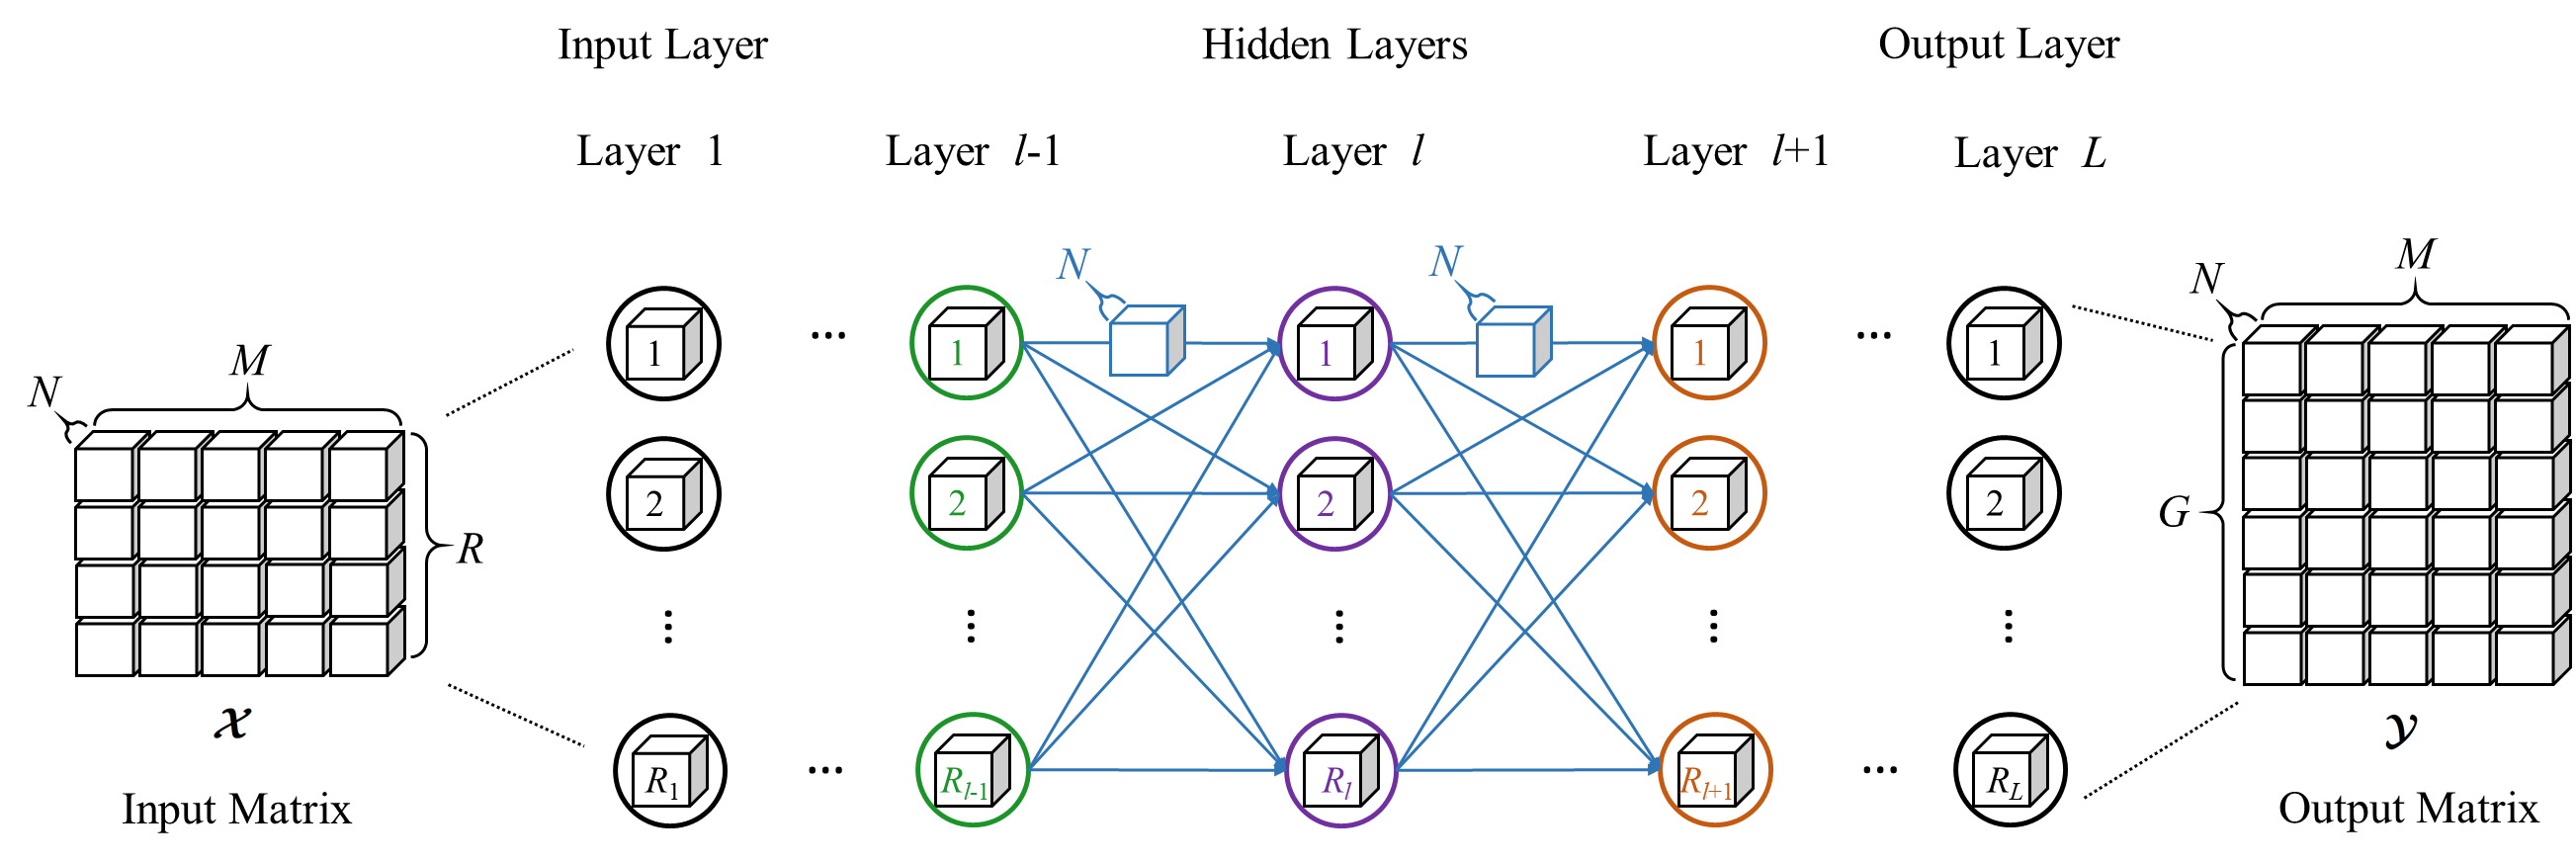 Input Layer Hidden Layers Output Layer
Layer 1 Layer l-1 Layer l Layer l+1 Layer L
N N
N M
1 ... 1 1 1 ... 1
N M
2 2 2 2 2
R
G
⋮ ⋮ ⋮ ⋮ ⋮
x
y
R₁ ... Rₗ₋₁ Rₗ Rₗ₊₁ ... R_L
Input Matrix
Output Matrix